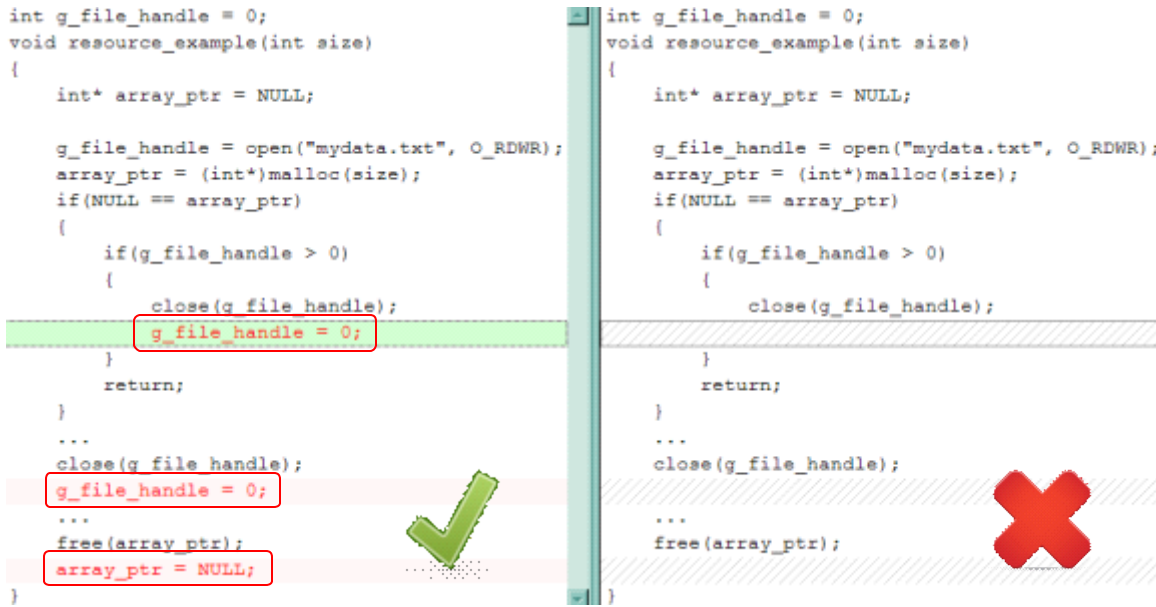 int g_file_handle = 0;
void resource_example(int size)
{
    int* array_ptr = NULL;

    g_file_handle = open("mydata.txt", O_RDWR);
    array_ptr = (int*)malloc(size);
    if(NULL == array_ptr)
    {
        if(g_file_handle > 0)
        {
            close(g_file_handle);
            g_file_handle = 0;
        }
        return;
    }
    ...
    close(g_file_handle);
    g_file_handle = 0;
    ...
    free(array_ptr);
    array_ptr = NULL;
}
int g_file_handle = 0;
void resource_example(int size)
{
    int* array_ptr = NULL;

    g_file_handle = open("mydata.txt", O_RDWR);
    array_ptr = (int*)malloc(size);
    if(NULL == array_ptr)
    {
        if(g_file_handle > 0)
        {
            close(g_file_handle);
        }
        return;
    }
    ...
    close(g_file_handle);
    ...
    free(array_ptr);
}